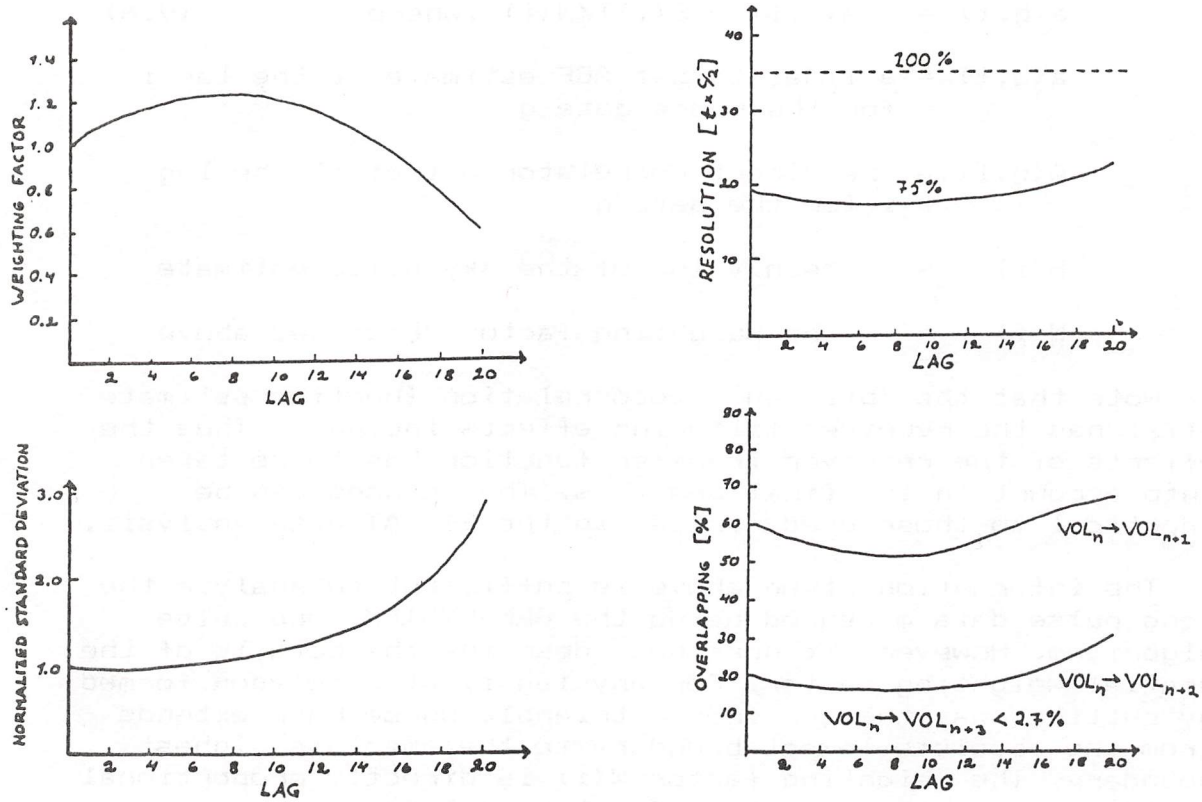 WEIGHTING FACTOR
1.4
1.2
1.0
0.8
0.6
0.4
0.2
2 4 6 8 10 12 14 16 18 20
LAG
RESOLUTION [t × c/2]
40
30
20
10
100 %
75 %
2 4 6 8 10 12 14 16 18 20
LAG
NORMALIZED STANDARD DEVIATION
3.0
2.0
1.0
2 4 6 8 10 12 14 16 18 20
LAG
OVERLAPPING [%]
90
80
70
60
50
40
30
20
10
VOLn → VOLn+1
VOLn → VOLn+2
VOLn → VOLn+3 < 2.7%
2 4 6 8 10 12 14 16 18 20
LAG